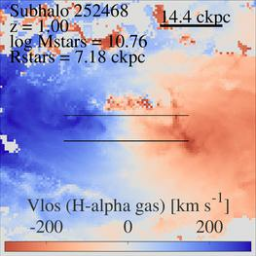 Subhalo 252468
14.4 ckpc
z = 1.00
log Mstars = 10.76
Rstars = 7.18 ckpc
Vlos (H-alpha gas) [km s⁻¹]
-200 0 200